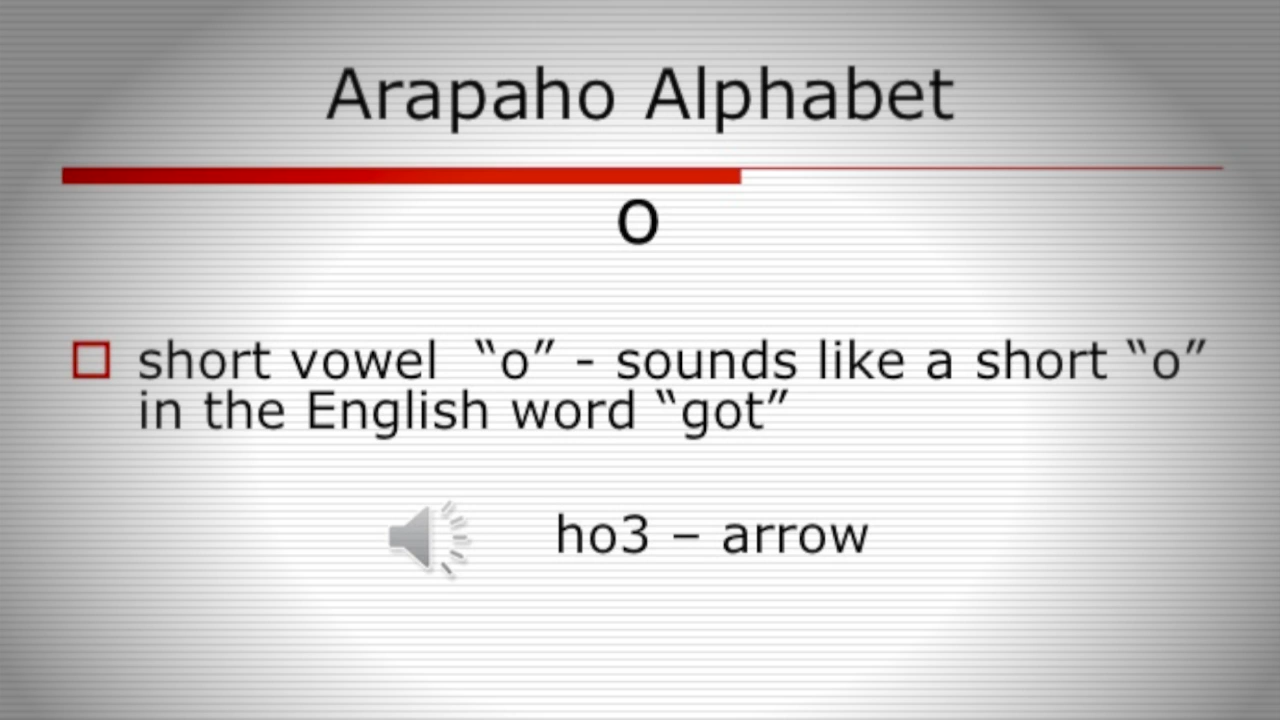 Arapaho Alphabet
o
short vowel “o” - sounds like a short “o”
in the English word “got”
ho3 – arrow